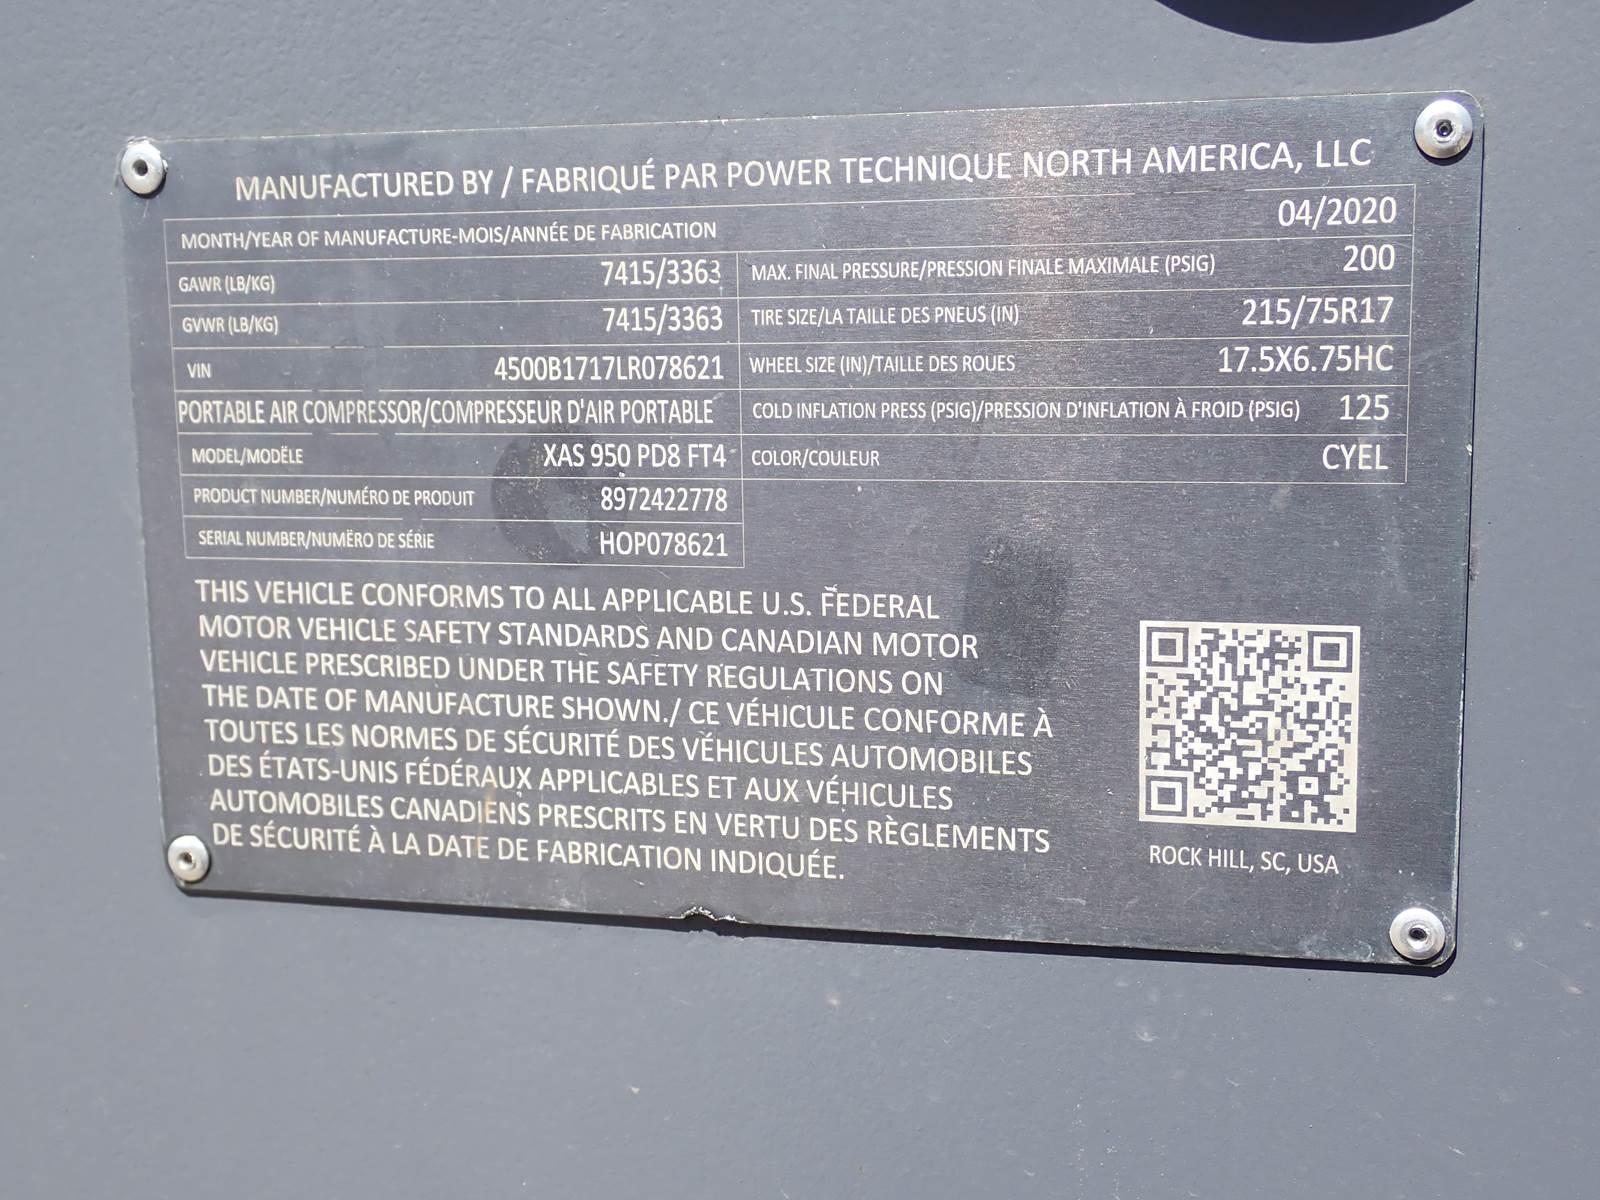 MANUFACTURED BY / FABRIQUÉ PAR POWER TECHNIQUE NORTH AMERICA, LLC
MONTH/YEAR OF MANUFACTURE-MOIS/ANNÉE DE FABRICATION 04/2020
GAWR (LB/KG) 7415/3363 MAX. FINAL PRESSURE/PRESSION FINALE MAXIMALE (PSIG) 200
GVWR (LB/KG) 7415/3363 TIRE SIZE/LA TAILLE DES PNEUS (IN) 215/75R17
VIN 4500B1717LR078621 WHEEL SIZE (IN)/TAILLE DES ROUES 17.5X6.75HC
PORTABLE AIR COMPRESSOR/COMPRESSEUR D'AIR PORTABLE COLD INFLATION PRESS (PSIG)/PRESSION D'INFLATION À FROID (PSIG) 125
MODEL/MODËLE XAS 950 PD8 FT4 COLOR/COULEUR CYEL
PRODUCT NUMBER/NUMÉRO DE PRODUIT 8972422778
SERIAL NUMBER/NUMËRO DE SÉRIE HOP078621
THIS VEHICLE CONFORMS TO ALL APPLICABLE U.S. FEDERAL
MOTOR VEHICLE SAFETY STANDARDS AND CANADIAN MOTOR
VEHICLE PRESCRIBED UNDER THE SAFETY REGULATIONS ON
THE DATE OF MANUFACTURE SHOWN./ CE VÉHICULE CONFORME À
TOUTES LES NORMES DE SÉCURITÉ DES VÉHICULES AUTOMOBILES
DES ÉTATS-UNIS FÉDÉRAUX APPLICABLES ET AUX VÉHICULES
AUTOMOBILES CANADIENS PRESCRITS EN VERTU DES RÈGLEMENTS
DE SÉCURITÉ À LA DATE DE FABRICATION INDIQUÉE.
ROCK HILL, SC, USA